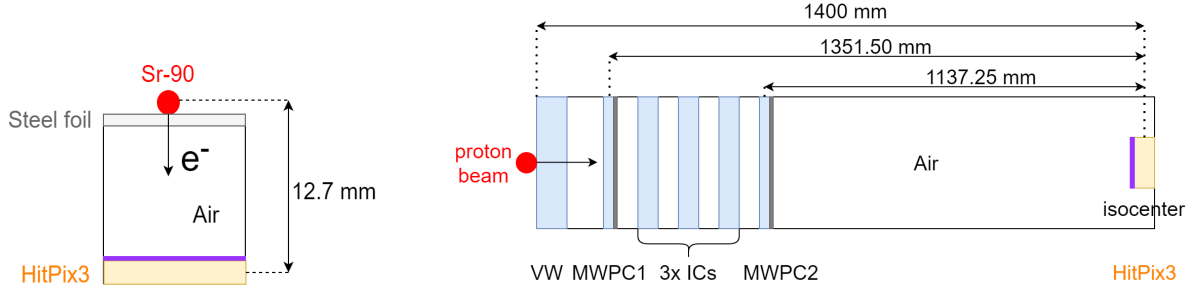 Sr-90
Steel foil
e-
Air
12.7 mm
HitPix3
1400 mm
1351.50 mm
1137.25 mm
proton
beam
Air
isocenter
VW MWPC1 3x ICs MWPC2 HitPix3